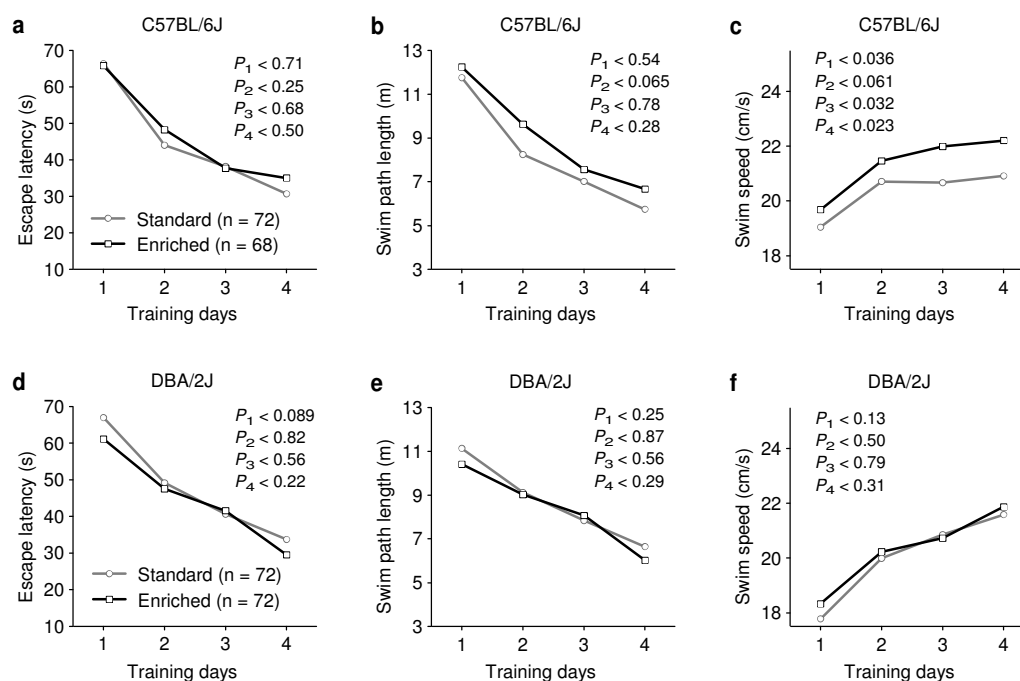 a
C57BL/6J
Escape latency (s)
70
60
50
40
30
20
10
P1 < 0.71
P2 < 0.25
P3 < 0.68
P4 < 0.50
Standard (n = 72)
Enriched (n = 68)
1 2 3 4
Training days
b
C57BL/6J
Swim path length (m)
13
11
9
7
5
3
P1 < 0.54
P2 < 0.065
P3 < 0.78
P4 < 0.28
1 2 3 4
Training days
c
C57BL/6J
Swim speed (cm/s)
24
22
20
18
P1 < 0.036
P2 < 0.061
P3 < 0.032
P4 < 0.023
1 2 3 4
Training days
d
DBA/2J
Escape latency (s)
70
60
50
40
30
20
10
P1 < 0.089
P2 < 0.82
P3 < 0.56
P4 < 0.22
Standard (n = 72)
Enriched (n = 72)
1 2 3 4
Training days
e
DBA/2J
Swim path length (m)
13
11
9
7
5
3
P1 < 0.25
P2 < 0.87
P3 < 0.56
P4 < 0.29
1 2 3 4
Training days
f
DBA/2J
Swim speed (cm/s)
24
22
20
18
P1 < 0.13
P2 < 0.50
P3 < 0.79
P4 < 0.31
1 2 3 4
Training days